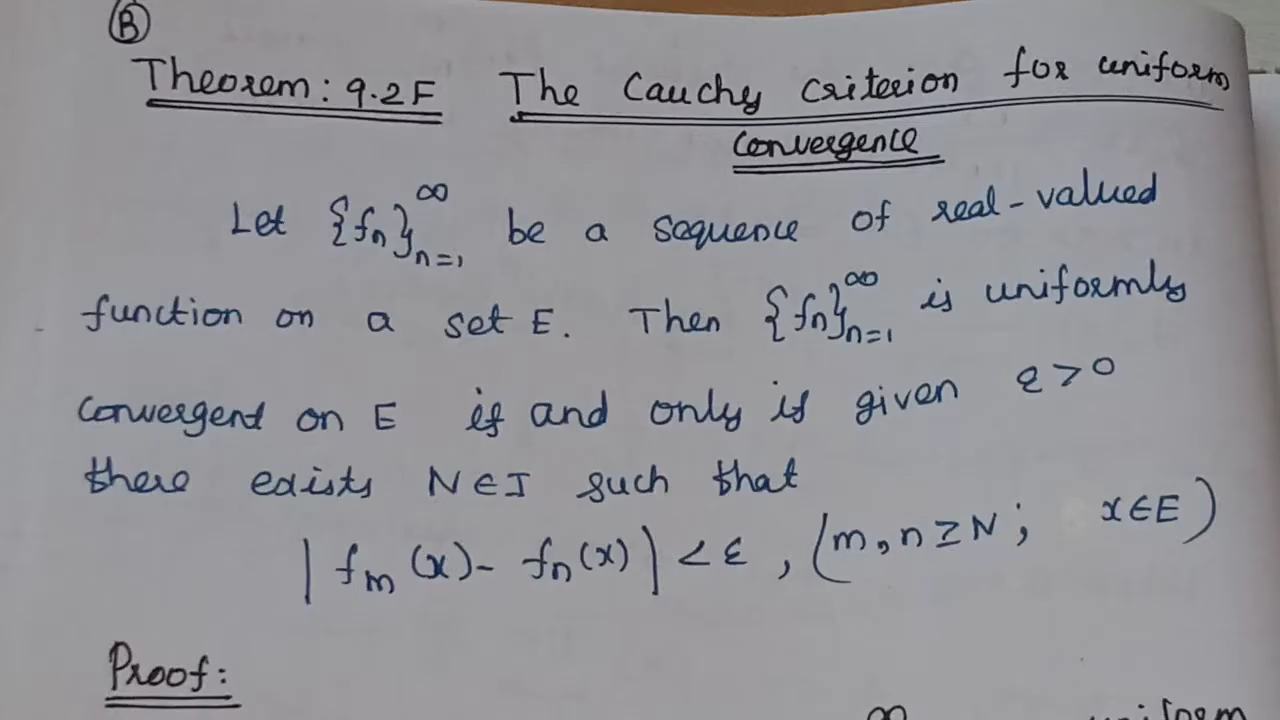 B
Theorem: 9.2F The Cauchy Criterion for uniform
Convergence
Let {fn}∞n=1 be a sequence of real-valued
function on a set E. Then {fn}∞n=1 is uniformly
convergent on E if and only if given ε>0
there exists N∈I such that
|fm(x)- fn(x)| <ε, (m,n≥N; x∈E)
Proof:
∞ uniform